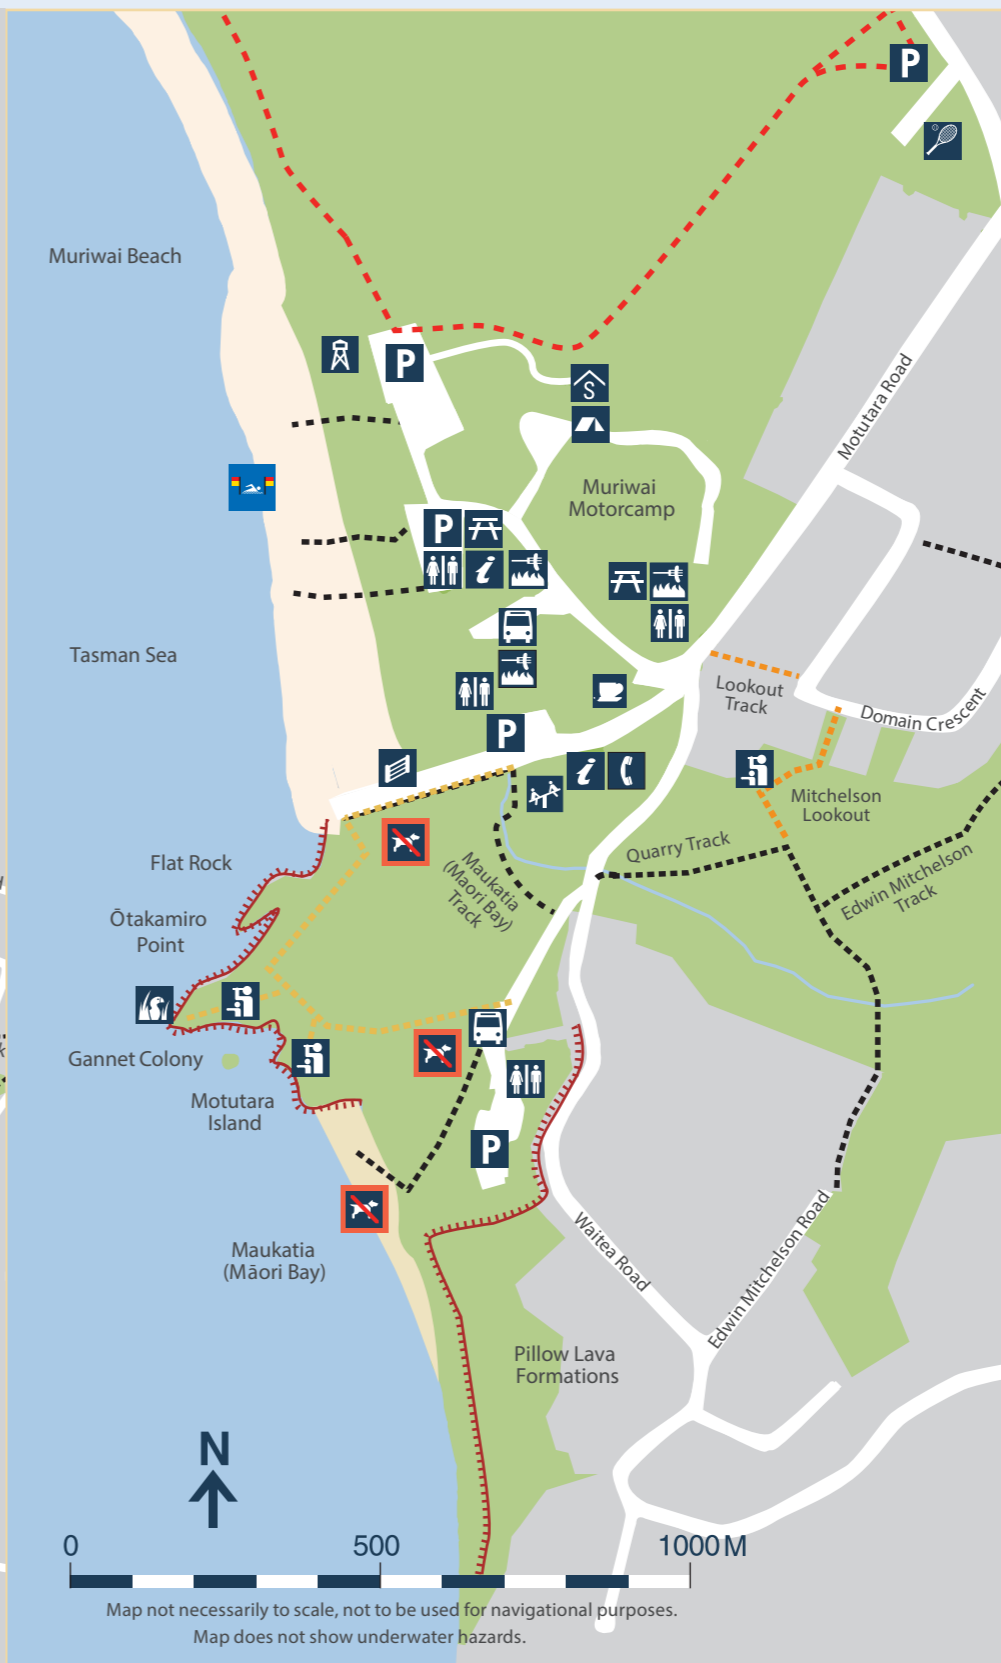 P
Muriwai Beach
Motutara Road
P
S
Muriwai
Motorcamp
P
i
Tasman Sea
Lookout
Track
Domain Crescent
P
i
Mitchelson
Lookout
Quarry Track
Edwin Mitchelson
Track
Maukatia
(Maori Bay)
Track
Flat Rock
Ōtakamiro
Point
Gannet Colony
Motutara
Island
P
Maukatia
(Māori Bay)
Waitea Road
Edwin Mitchelson Road
Pillow Lava
Formations
N
0 500 1000 M
Map not necessarily to scale, not to be used for navigational purposes.
Map does not show underwater hazards.